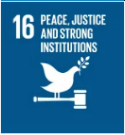 16 PEACE, JUSTICE
AND STRONG
INSTITUTIONS